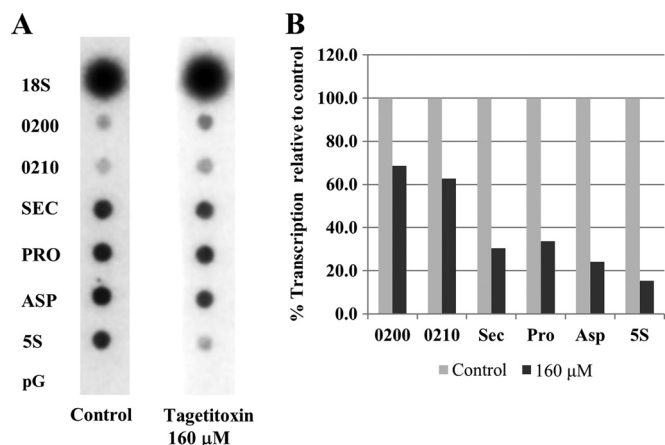 A
18S
0200
0210
SEC
PRO
ASP
5S
pG
Control
Tagetitoxin
160 μM
B
% Transcription relative to control
120.0
100.0
80.0
60.0
40.0
20.0
0.0
0200 0210 Sec Pro Asp 5S
Control 160 μM